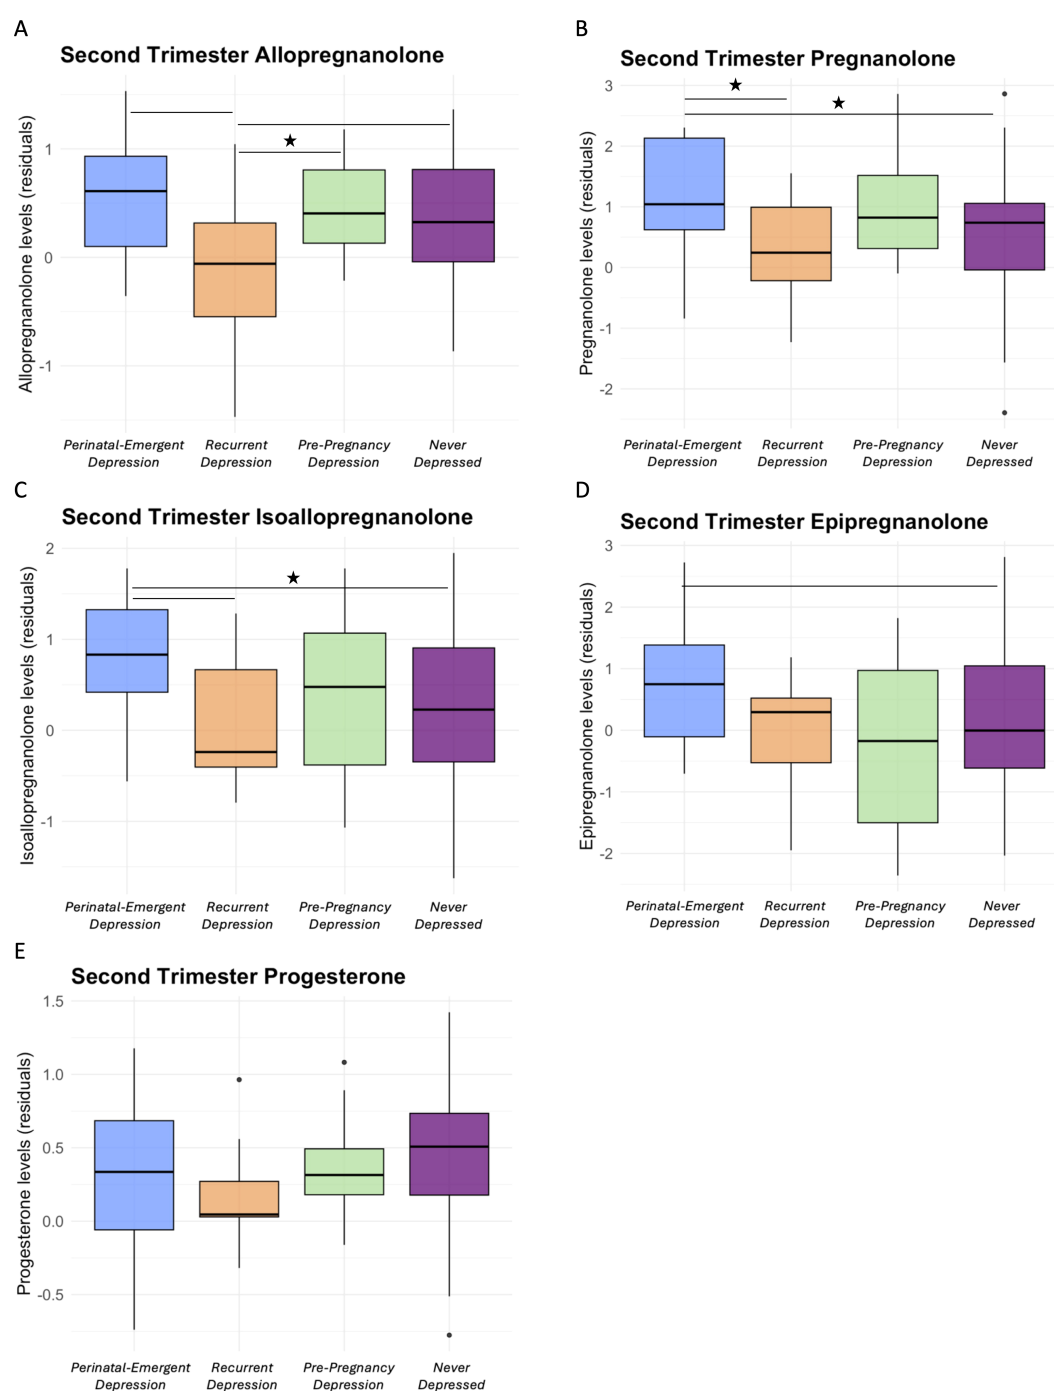 A
Second Trimester Allopregnanolone
Allopregnanolone levels (residuals)
1
0
-1
Perinatal-Emergent Depression
Recurrent Depression
Pre-Pregnancy Depression
Never Depressed
B
Second Trimester Pregnanolone
Pregnanolone levels (residuals)
3
2
1
0
-1
-2
Perinatal-Emergent Depression
Recurrent Depression
Pre-Pregnancy Depression
Never Depressed
C
Second Trimester Isoallopregnanolone
Isoallopregnanolone levels (residuals)
2
1
0
-1
Perinatal-Emergent Depression
Recurrent Depression
Pre-Pregnancy Depression
Never Depressed
D
Second Trimester Epipregnanolone
Epipregnanolone levels (residuals)
3
2
1
0
-1
-2
Perinatal-Emergent Depression
Recurrent Depression
Pre-Pregnancy Depression
Never Depressed
E
Second Trimester Progesterone
Progesterone levels (residuals)
1.5
1.0
0.5
0.0
-0.5
Perinatal-Emergent Depression
Recurrent Depression
Pre-Pregnancy Depression
Never Depressed